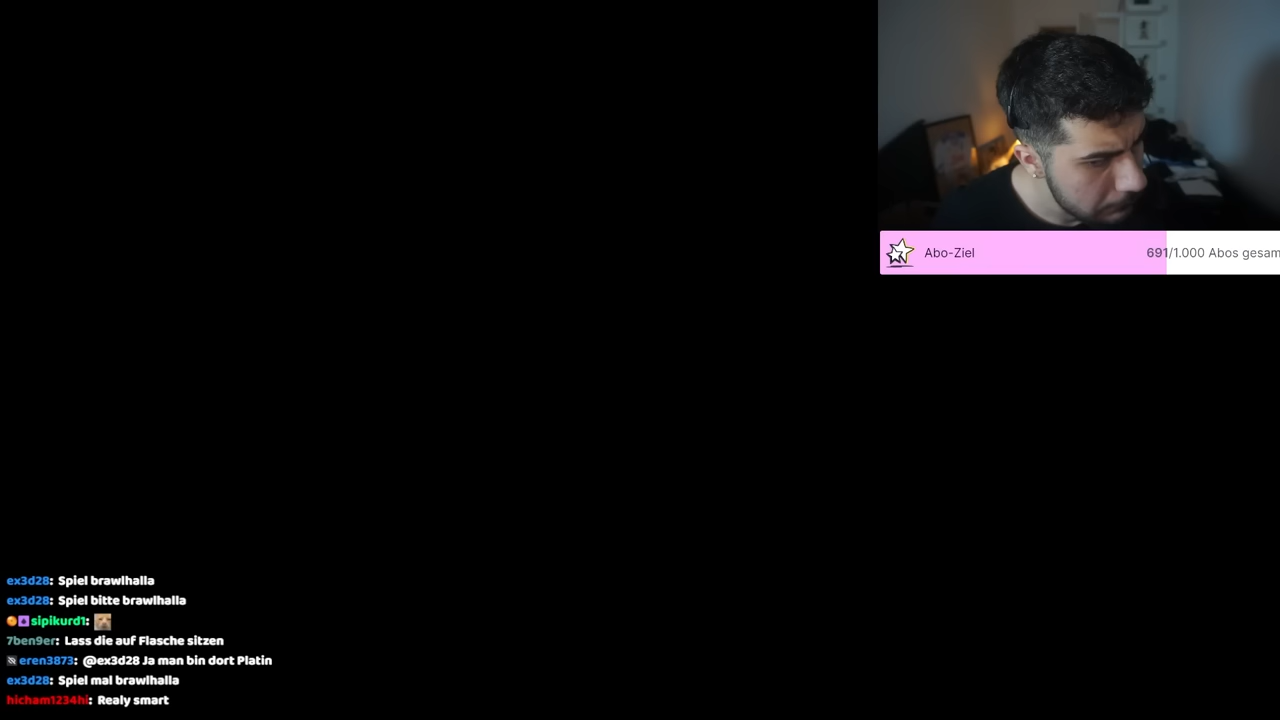 Abo-Ziel 691/1.000 Abos gesam
ex3d28: Spiel brawlhalla
ex3d28: Spiel bitte brawlhalla
sipikurd1:
7ben9er: Lass die auf Flasche sitzen
eren3873: @ex3d28 Ja man bin dort Platin
ex3d28: Spiel mal brawlhalla
hicham1234hi: Realy smart